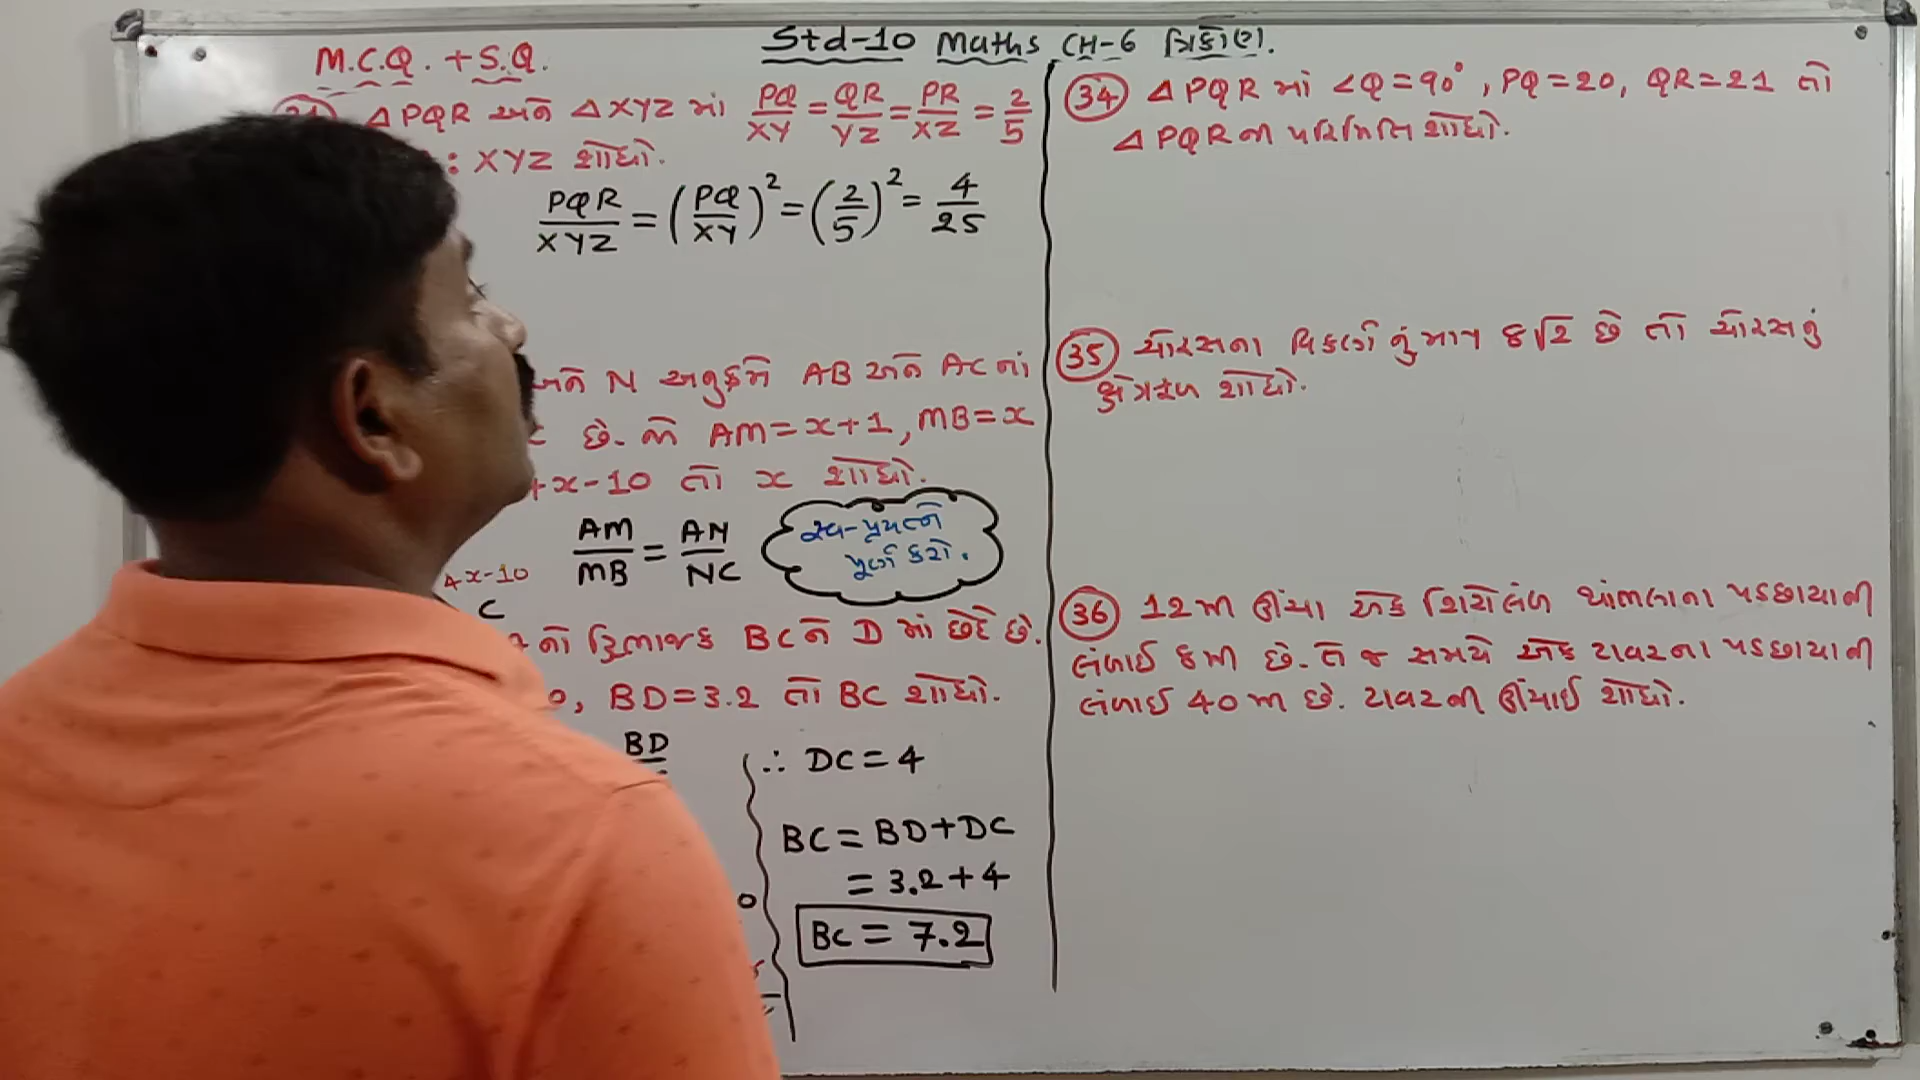 Std-10 Maths CH-6 ત્રિકોણ.
M.C.Q. + S.Q.
△PQR અને △XYZ માં PQ/XY = QR/YZ = PR/XZ = 2/5
: XYZ શોધો.
PQR/XYZ = (PQ/XY)² = (2/5)² = 4/25
અને N અનુક્રમે AB અને AC નાં
છે. જો AM = x+1, MB = x
+x-10 તો x શોધો.
AM/MB = AN/NC
સ્વ-પ્રયત્ને
પૂર્ણ કરો.
x-10
C
નો દ્વિભાજક BC ને D માં છેદે છે.
, BD = 3.2 તો BC શોધો.
BD
∴ DC = 4
BC = BD + DC
= 3.2 + 4
BC = 7.2
34 △PQR માં ∠Q = 90°, PQ = 20, QR = 21 તો
△PQR ની પરિમિતિ શોધો.
35 ચોરસના વિકર્ણનું માપ 8√2 છે તો ચોરસનું
ક્ષેત્રફળ શોધો.
36 12 મી ઊંચા એક શિરોલંબ થાંભલાના પડછાયાની
લંબાઈ 8 મી છે. તે જ સમયે એક ટાવરના પડછાયાની
લંબાઈ 40 મી છે. ટાવરની ઊંચાઈ શોધો.